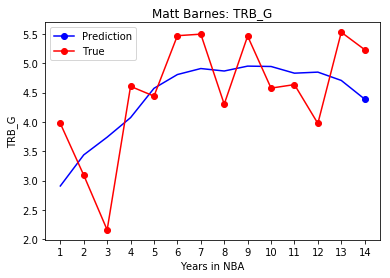 Matt Barnes: TRB_G
Prediction
True
TRB_G
5.5
5.0
4.5
4.0
3.5
3.0
2.5
2.0
1 2 3 4 5 6 7 8 9 10 11 12 13 14
Years in NBA